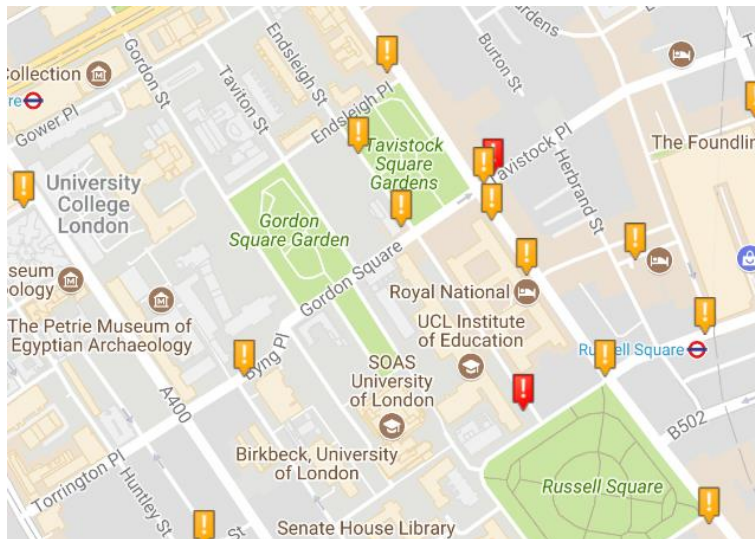 Collection
Gower Pl
Gordon St
Taviton St
Endsleigh St
Endsleigh Pl
Burton St
Gardens
Tavistock Pl
Herbrand St
The Foundlin
Tavistock
Square
Gardens
University
College
London
Gordon
Square Garden
Gordon Square
Royal National
UCL Institute
of Education
Russell Square
The Petrie Museum of
Egyptian Archaeology
Byng Pl
A400
SOAS
University
of London
Birkbeck, University
of London
B502
Torrington Pl
Huntley St
St
Senate House Library
Russell Square